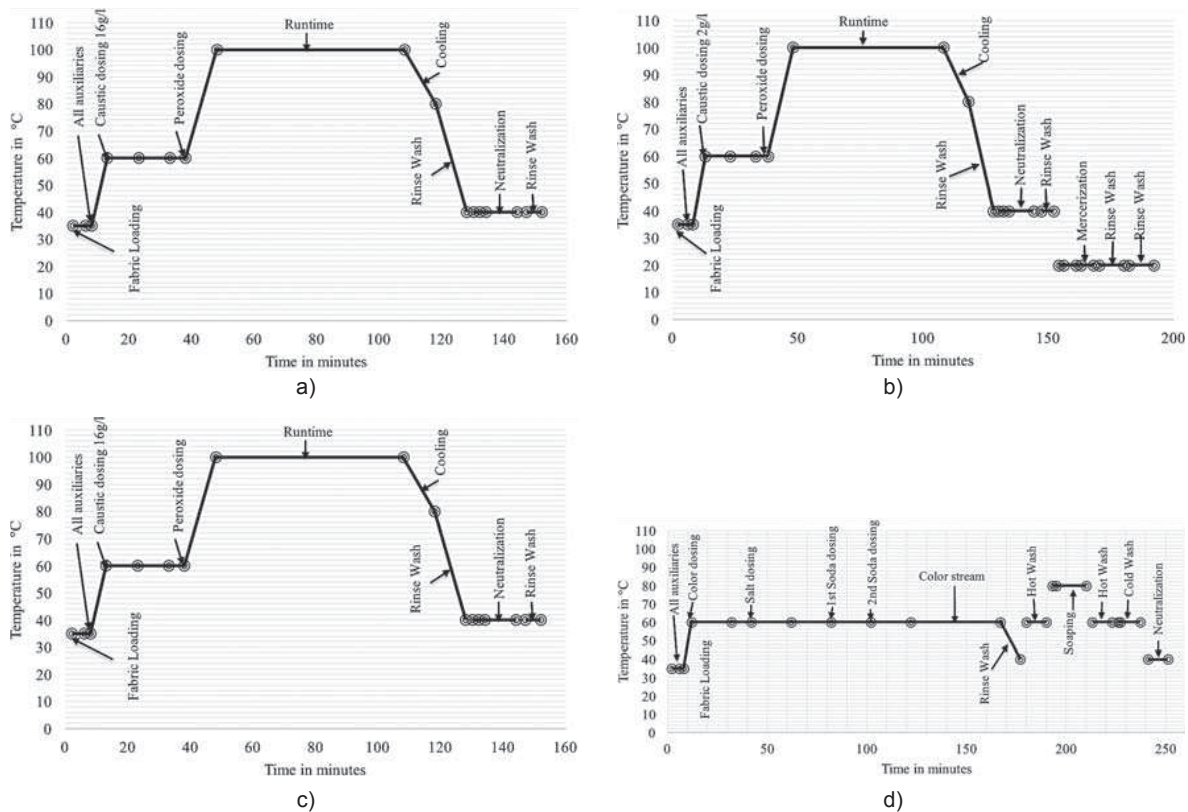 110
100
90
80
70
60
50
40
30
20
10
0
Temperature in °C
Fabric Loading
All auxiliaries
Caustic dosing 16g/l
Peroxide dosing
Runtime
Cooling
Rinse Wash
Neutralization
Rinse Wash
0 20 40 60 80 100 120 140 160
Time in minutes
a)
110
100
90
80
70
60
50
40
30
20
10
0
Temperature in °C
Fabric Loading
All auxiliaries
Caustic dosing 2g/l
Peroxide dosing
Runtime
Cooling
Rinse Wash
Neutralization
Rinse Wash
Mercerization
Rinse Wash
Rinse Wash
0 50 100 150 200
Time in minutes
b)
110
100
90
80
70
60
50
40
30
20
10
0
Temperature in °C
Fabric Loading
All auxiliaries
Caustic dosing 16g/l
Peroxide dosing
Runtime
Cooling
Rinse Wash
Neutralization
Rinse Wash
0 20 40 60 80 100 120 140 160
Time in minutes
c)
110
100
90
80
70
60
50
40
30
20
10
0
Temperature in °C
Fabric Loading
All auxiliaries
Color dosing
Salt dosing
1st Soda dosing
2nd Soda dosing
Color stream
Rinse Wash
Hot Wash
Soaping
Hot Wash
Cold Wash
Neutralization
0 50 100 150 200 250
Time in minutes
d)